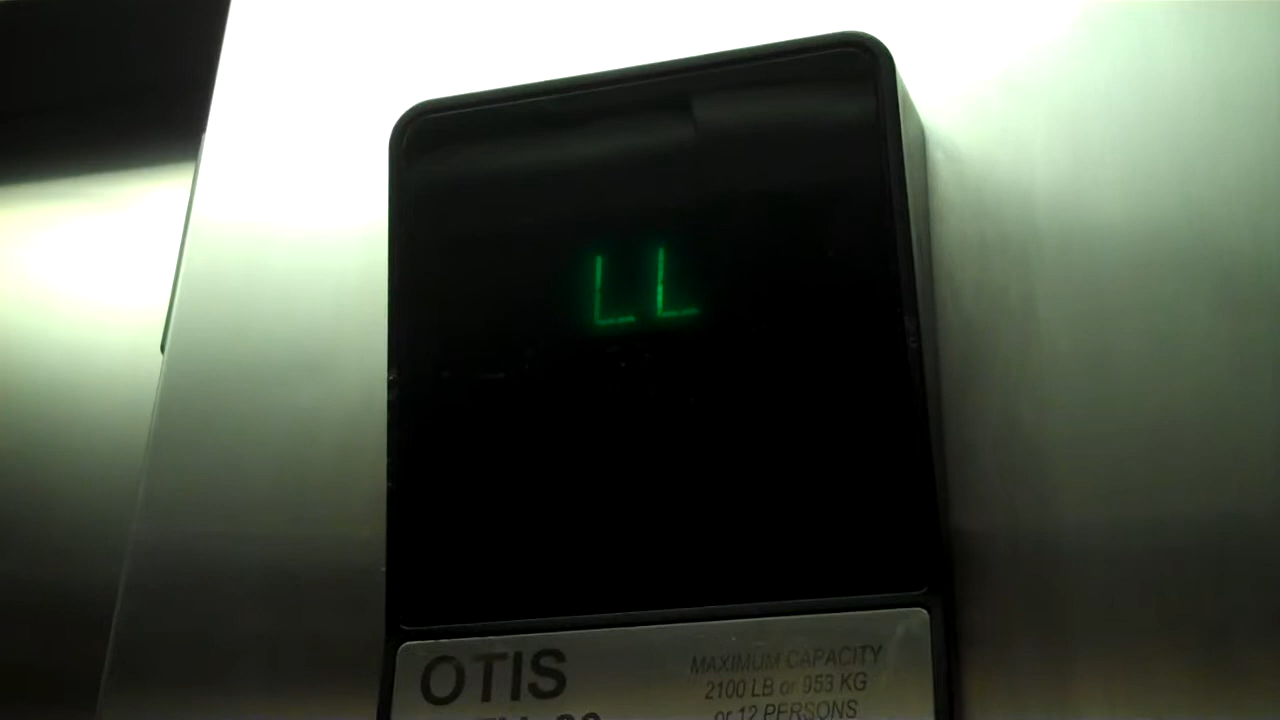 LL
OTIS
MAXIMUM CAPACITY
2100 LB or 953 KG
or 12 PERSONS